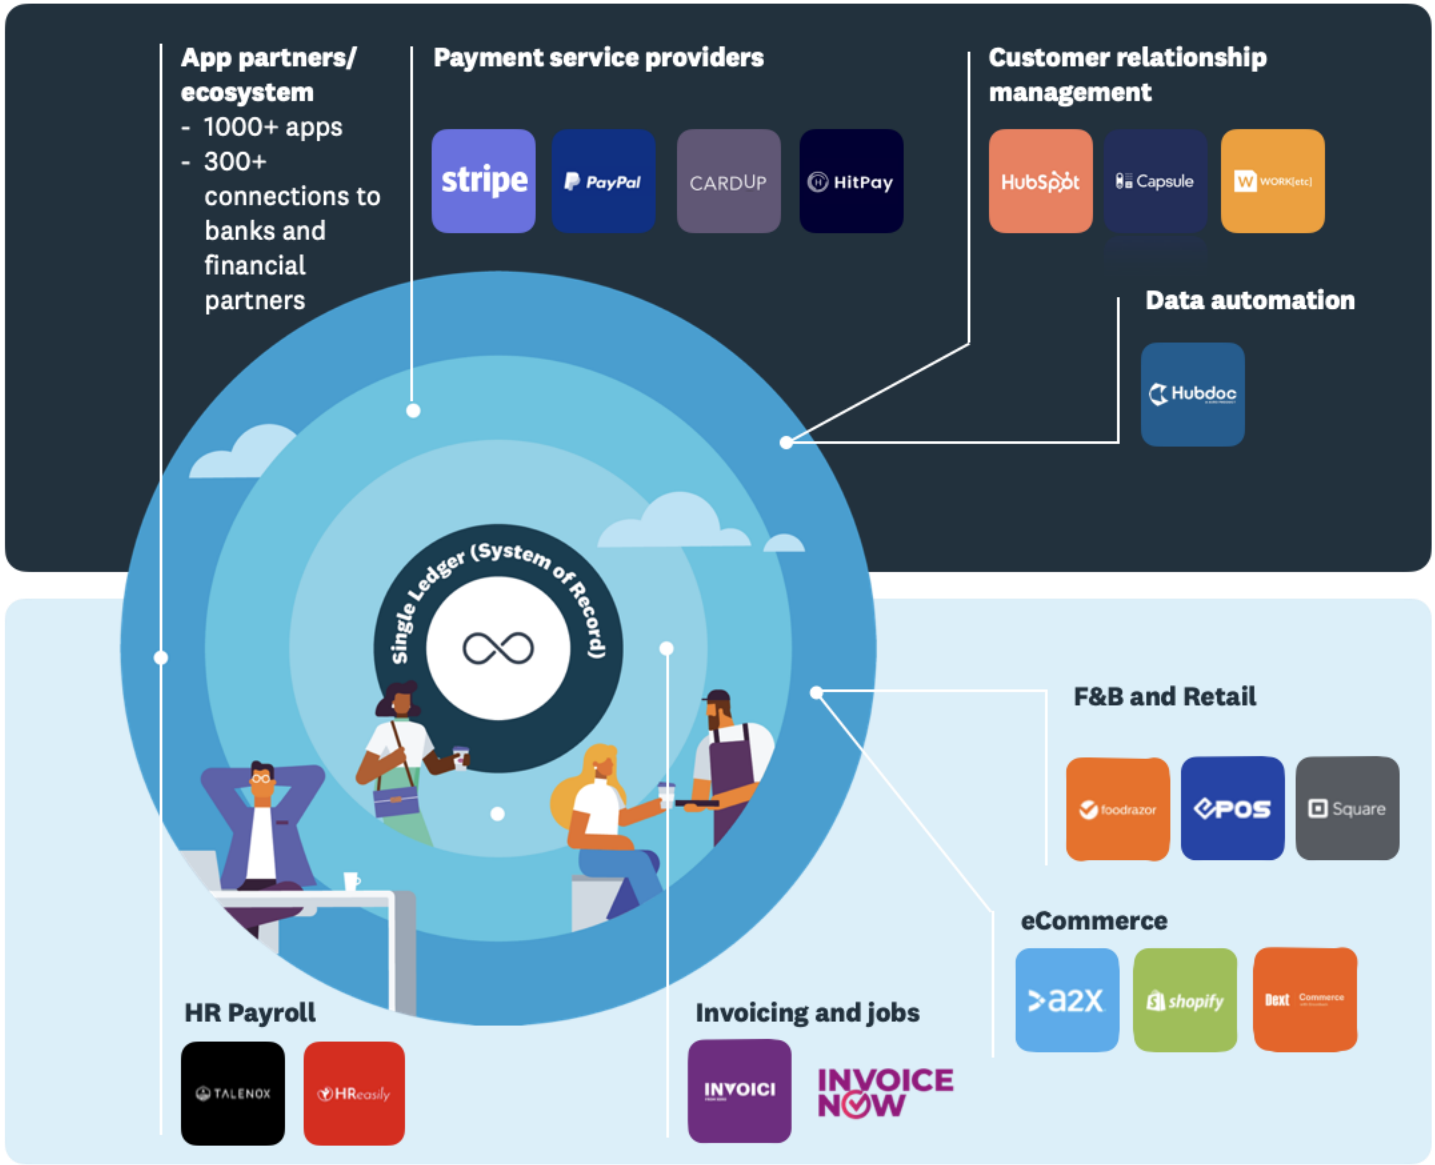 App partners/
ecosystem
- 1000+ apps
- 300+
connections to
banks and
financial
partners
Payment service providers
stripe
PayPal
CARDUP
HitPay
Customer relationship
management
HubSpot
Capsule
W WORK[etc]
Data automation
Hubdoc
Single Ledger (System of Record)
F&B and Retail
foodrazor
ePOS
Square
eCommerce
>a2x
shopify
Dext Commerce
HR Payroll
TALENOX
HReasily
Invoicing and jobs
INVOICI
INVOICE
NOW